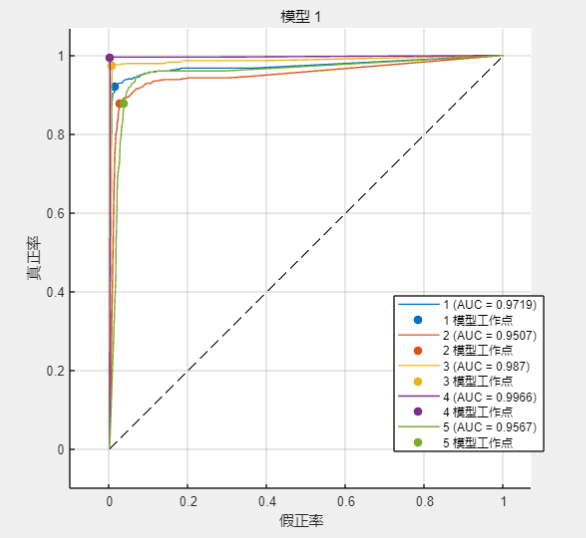 模型 1
1
0.8
0.6
0.4
0.2
0
真正率
1 (AUC = 0.9719)
1 模型工作点
2 (AUC = 0.9507)
2 模型工作点
3 (AUC = 0.987)
3 模型工作点
4 (AUC = 0.9966)
4 模型工作点
5 (AUC = 0.9567)
5 模型工作点
0 0.2 0.4 0.6 0.8 1
假正率